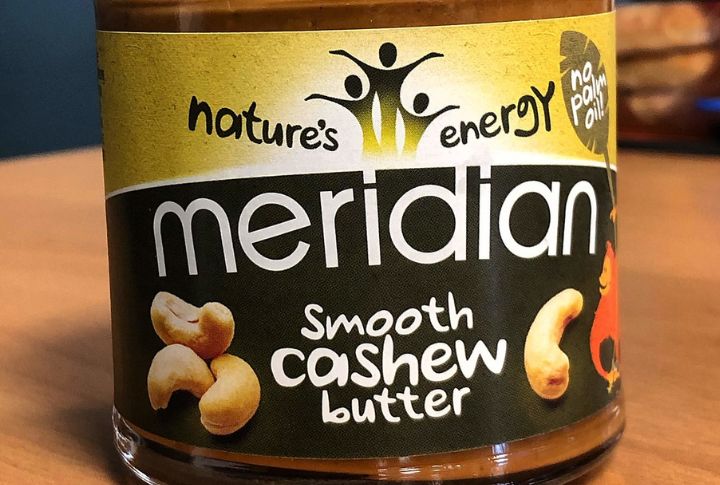 nature's energy
no
palm
oil!
meridian
Smooth
cashew
butter